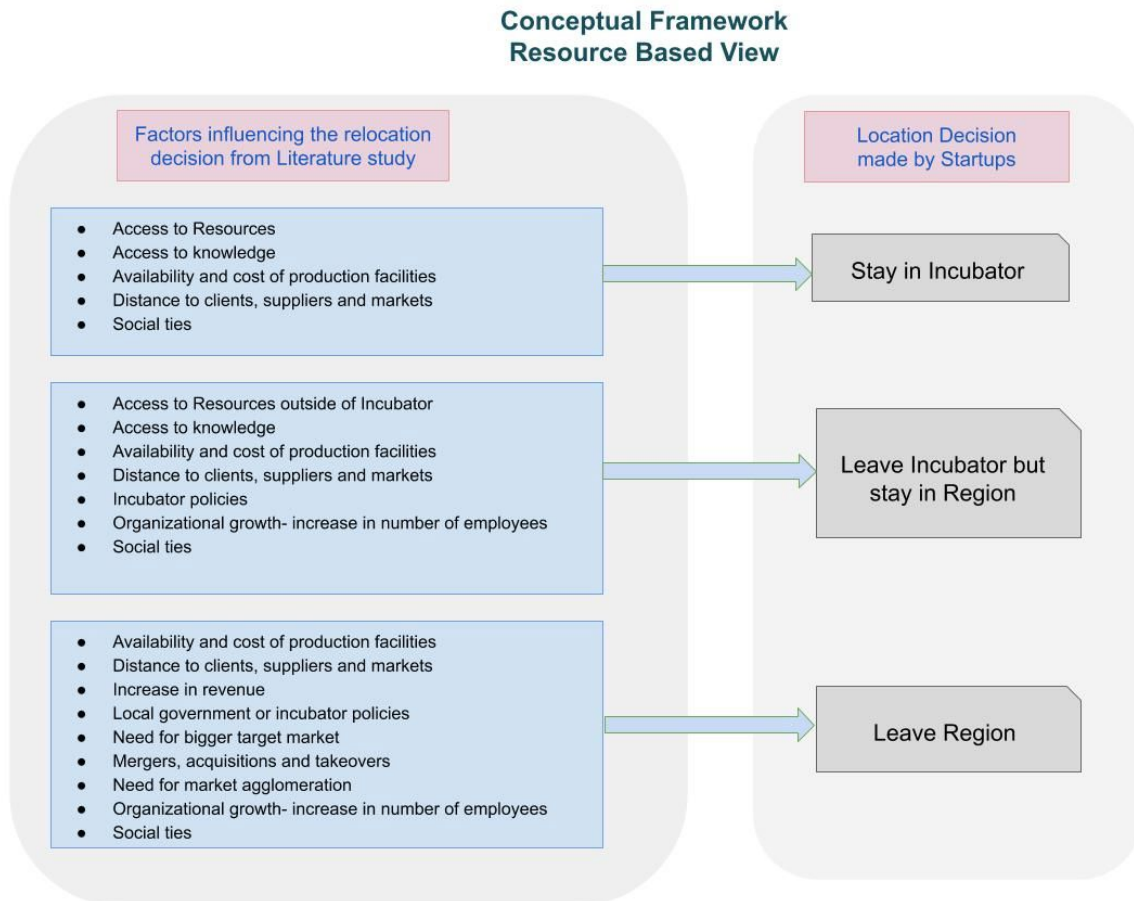 Conceptual Framework
Resource Based View
Factors influencing the relocation
decision from Literature study
● Access to Resources
● Access to knowledge
● Availability and cost of production facilities
● Distance to clients, suppliers and markets
● Social ties
● Access to Resources outside of Incubator
● Access to knowledge
● Availability and cost of production facilities
● Distance to clients, suppliers and markets
● Incubator policies
● Organizational growth- increase in number of employees
● Social ties
● Availability and cost of production facilities
● Distance to clients, suppliers and markets
● Increase in revenue
● Local government or incubator policies
● Need for bigger target market
● Mergers, acquisitions and takeovers
● Need for market agglomeration
● Organizational growth- increase in number of employees
● Social ties
Location Decision
made by Startups
Stay in Incubator
Leave Incubator but
stay in Region
Leave Region